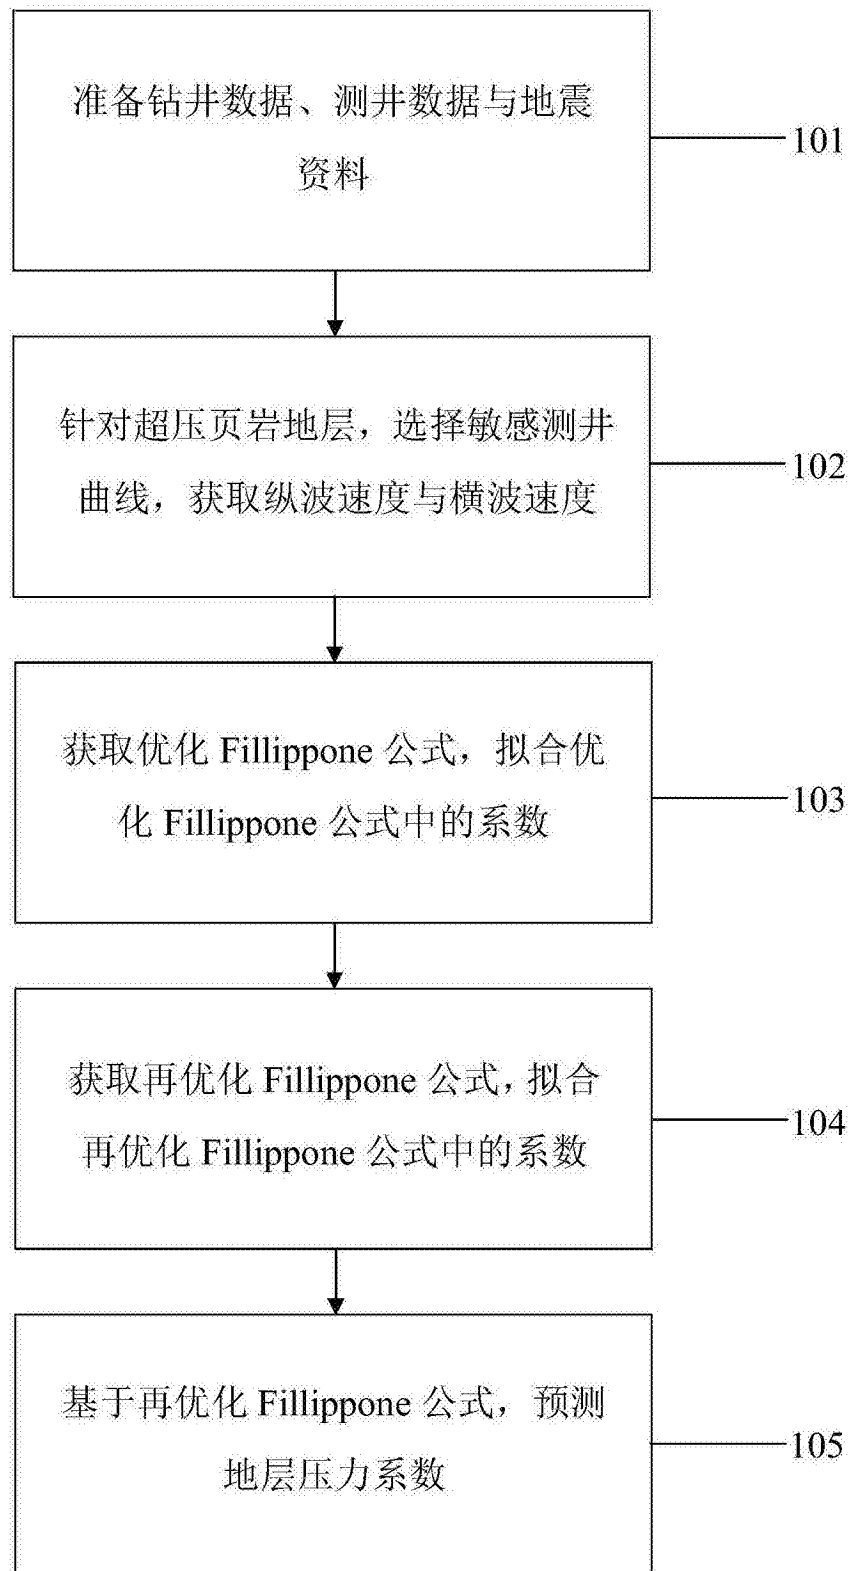 准备钻井数据、测井数据与地震
资料
101
针对超压页岩地层，选择敏感测井
曲线，获取纵波速度与横波速度
102
获取优化 Fillippone 公式，拟合优
化 Fillippone 公式中的系数
103
获取再优化 Fillippone 公式，拟合
再优化 Fillippone 公式中的系数
104
基于再优化 Fillippone 公式，预测
地层压力系数
105